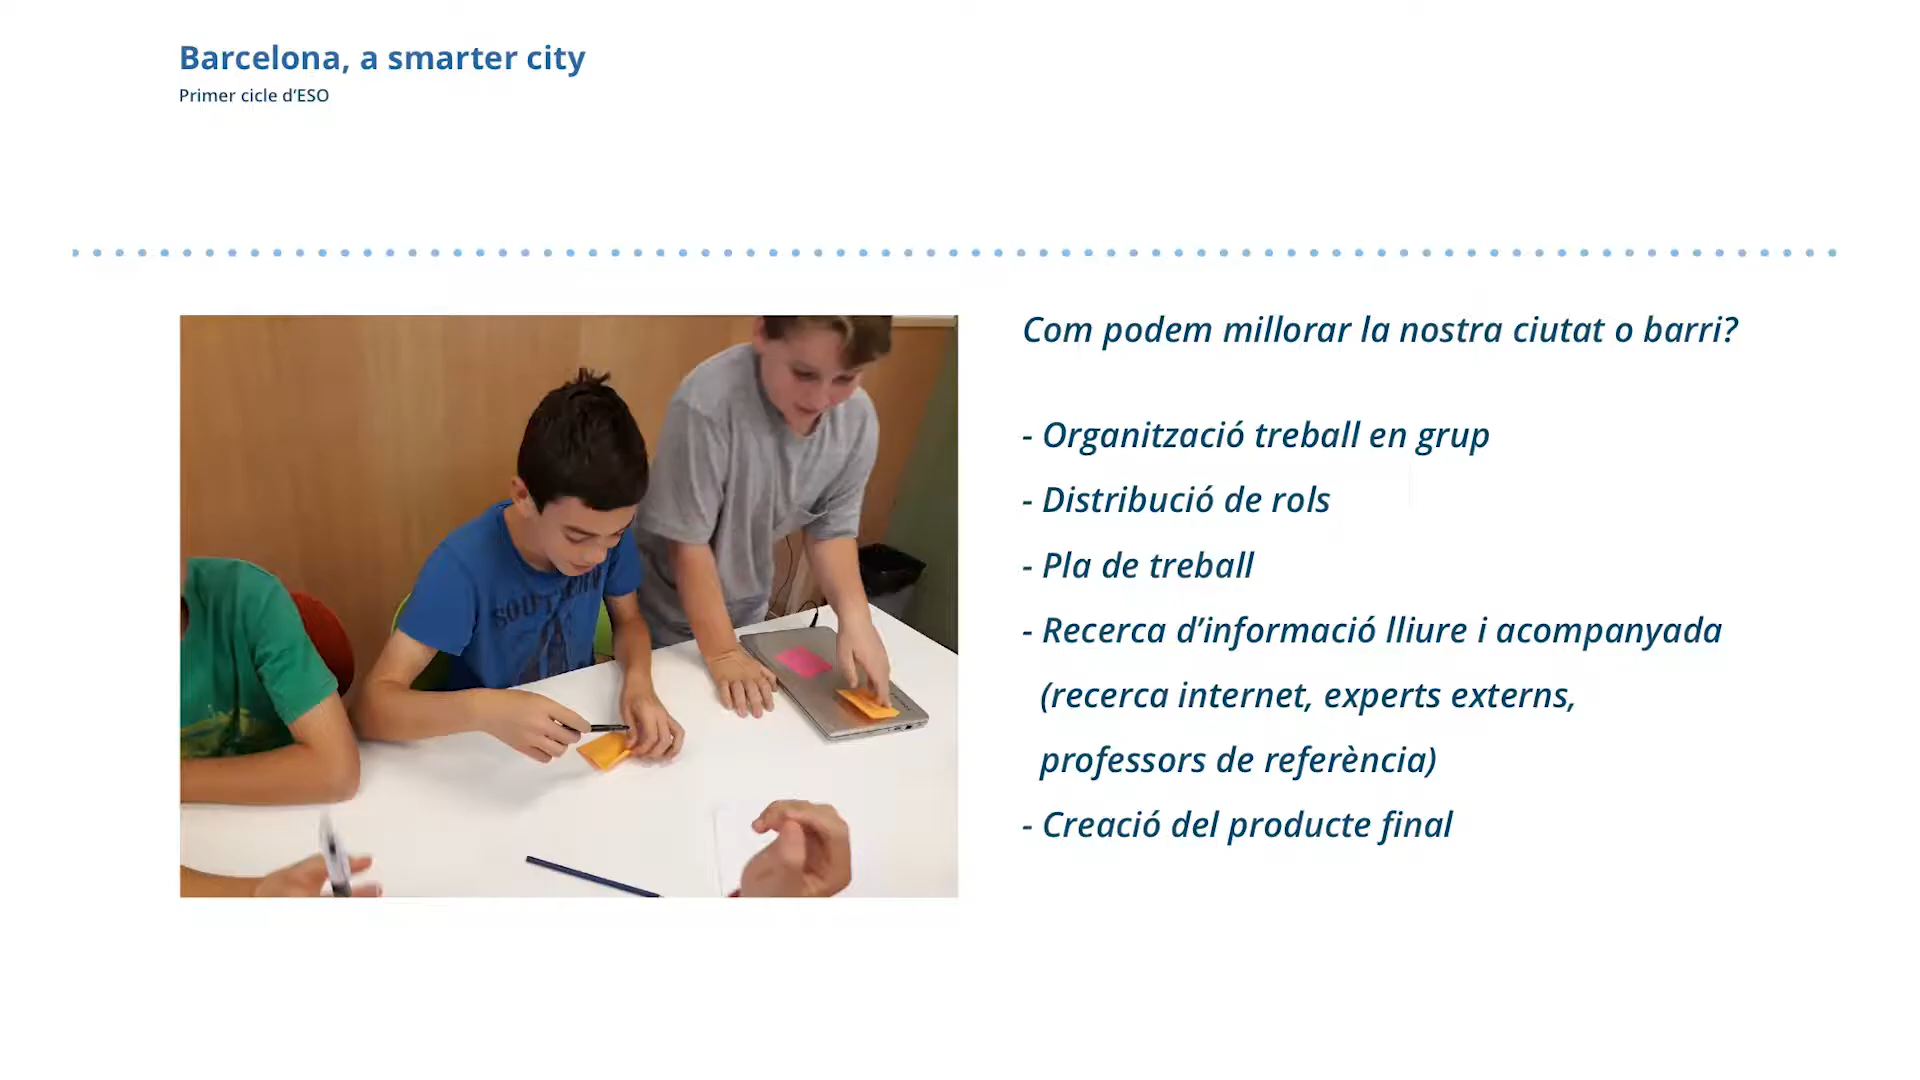 Barcelona, a smarter city
Primer cicle d’ESO
Com podem millorar la nostra ciutat o barri?
- Organització treball en grup
- Distribució de rols
- Pla de treball
- Recerca d’informació lliure i acompanyada
(recerca internet, experts externs,
professors de referència)
- Creació del producte final